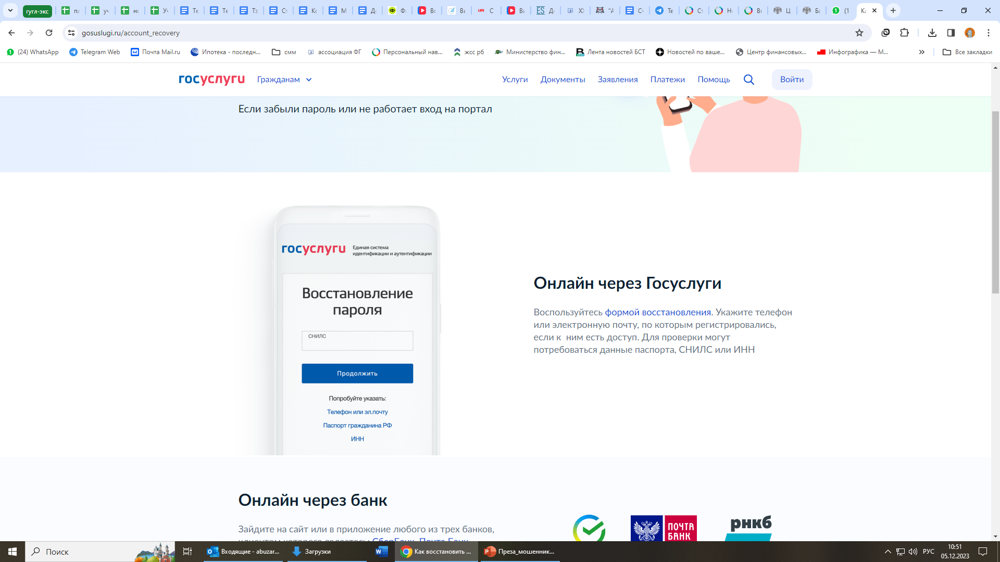 гугл-экс
gosuslugi.ru/account_recovery
(24) WhatsApp
Telegram Web
Почта Mail.ru
Ипотека - последн...
смм
ассоциация ФГ
Персональный нав...
жсс рб
Министерство фин...
Лента новостей БСТ
Новостей по ваше...
Центр финансовых...
Инфографика — М...
Все закладки
госуслуги
Гражданам
Услуги
Документы
Заявления
Платежи
Помощь
Войти
Если забыли пароль или не работает вход на портал
госуслуги
Единая система
идентификации и аутентификации
Восстановление
пароля
СНИЛС
Продолжить
Попробуйте указать:
Телефон или эл.почту
Паспорт гражданина РФ
ИНН
Онлайн через Госуслуги
Воспользуйтесь формой восстановления. Укажите телефон
или электронную почту, по которым регистрировались,
если к ним есть доступ. Для проверки могут
потребоваться данные паспорта, СНИЛС или ИНН
Онлайн через банк
Зайдите на сайт или в приложение любого из трех банков,
клиентом которого являетесь: СберБанк, Почта Банк
ПОЧТА
БАНК
рнкб
Поиск
Входящие - abuzar...
Загрузки
Как восстановить ...
Преза_мошенник...
РУС
10:51
05.12.2023